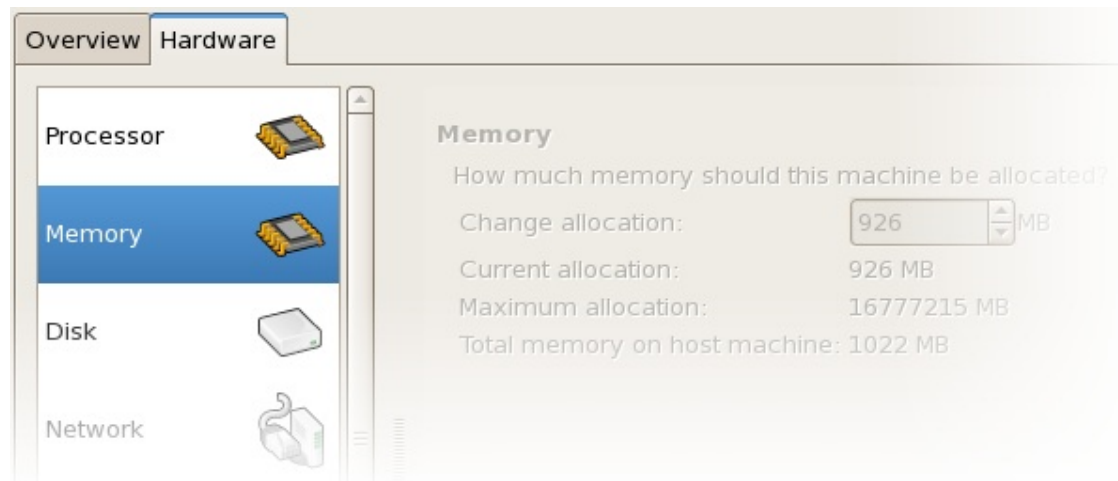 Overview Hardware
Processor
Memory
Disk
Network
Memory
How much memory should this machine be allocated?
Change allocation: 926 MB
Current allocation: 926 MB
Maximum allocation: 16777215 MB
Total memory on host machine: 1022 MB